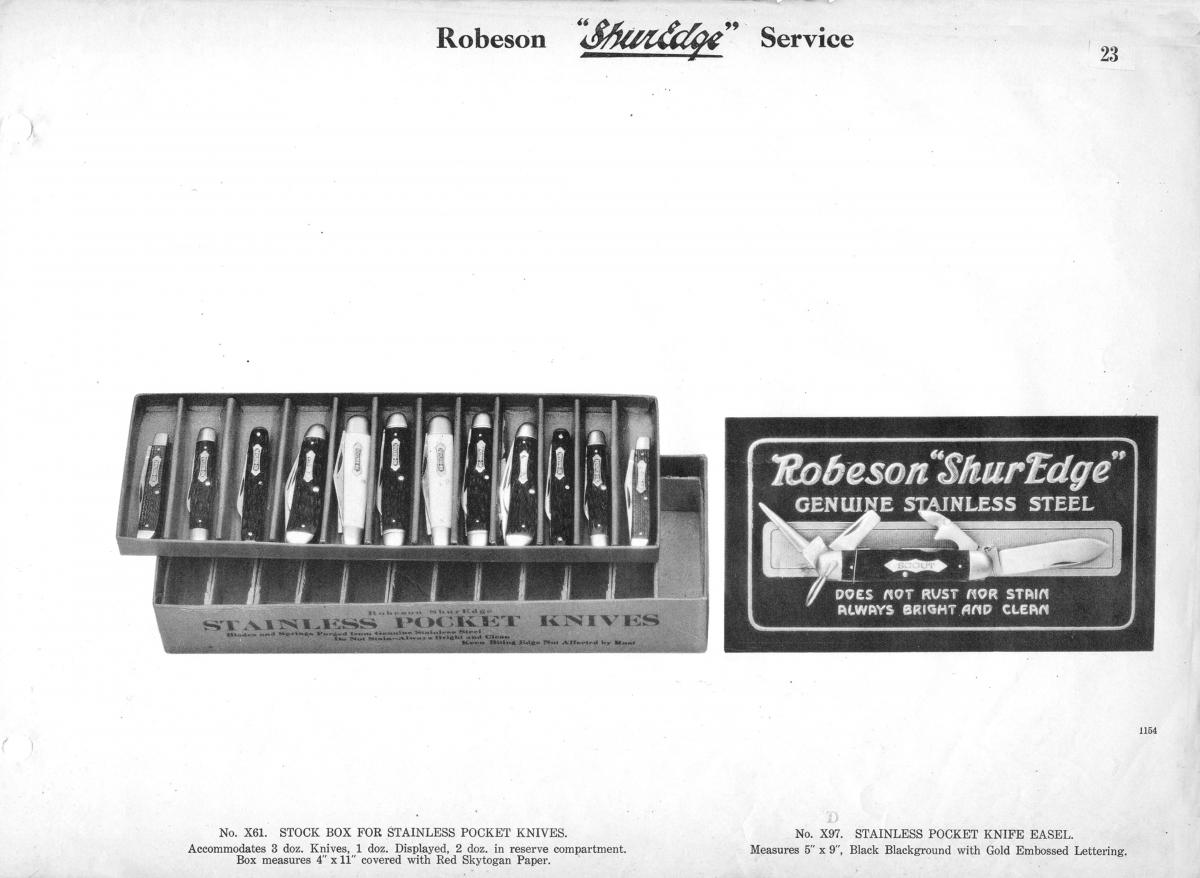 Robeson "ShurEdge" Service
23
Robeson ShurEdge
STAINLESS POCKET KNIVES
Blades and Springs Forged from Genuine Stainless Steel
Do Not Stain—Always Bright and Clean
Keen Biting Edge Not Affected by Rust
Robeson "ShurEdge"
GENUINE STAINLESS STEEL
SCOUT
DOES NOT RUST NOR STAIN
ALWAYS BRIGHT AND CLEAN
1154
No. X61. STOCK BOX FOR STAINLESS POCKET KNIVES.
Accommodates 3 doz. Knives, 1 doz. Displayed, 2 doz. in reserve compartment.
Box measures 4" x 11" covered with Red Skytogan Paper.
D
No. X97. STAINLESS POCKET KNIFE EASEL.
Measures 5" x 9", Black Blackground with Gold Embossed Lettering.